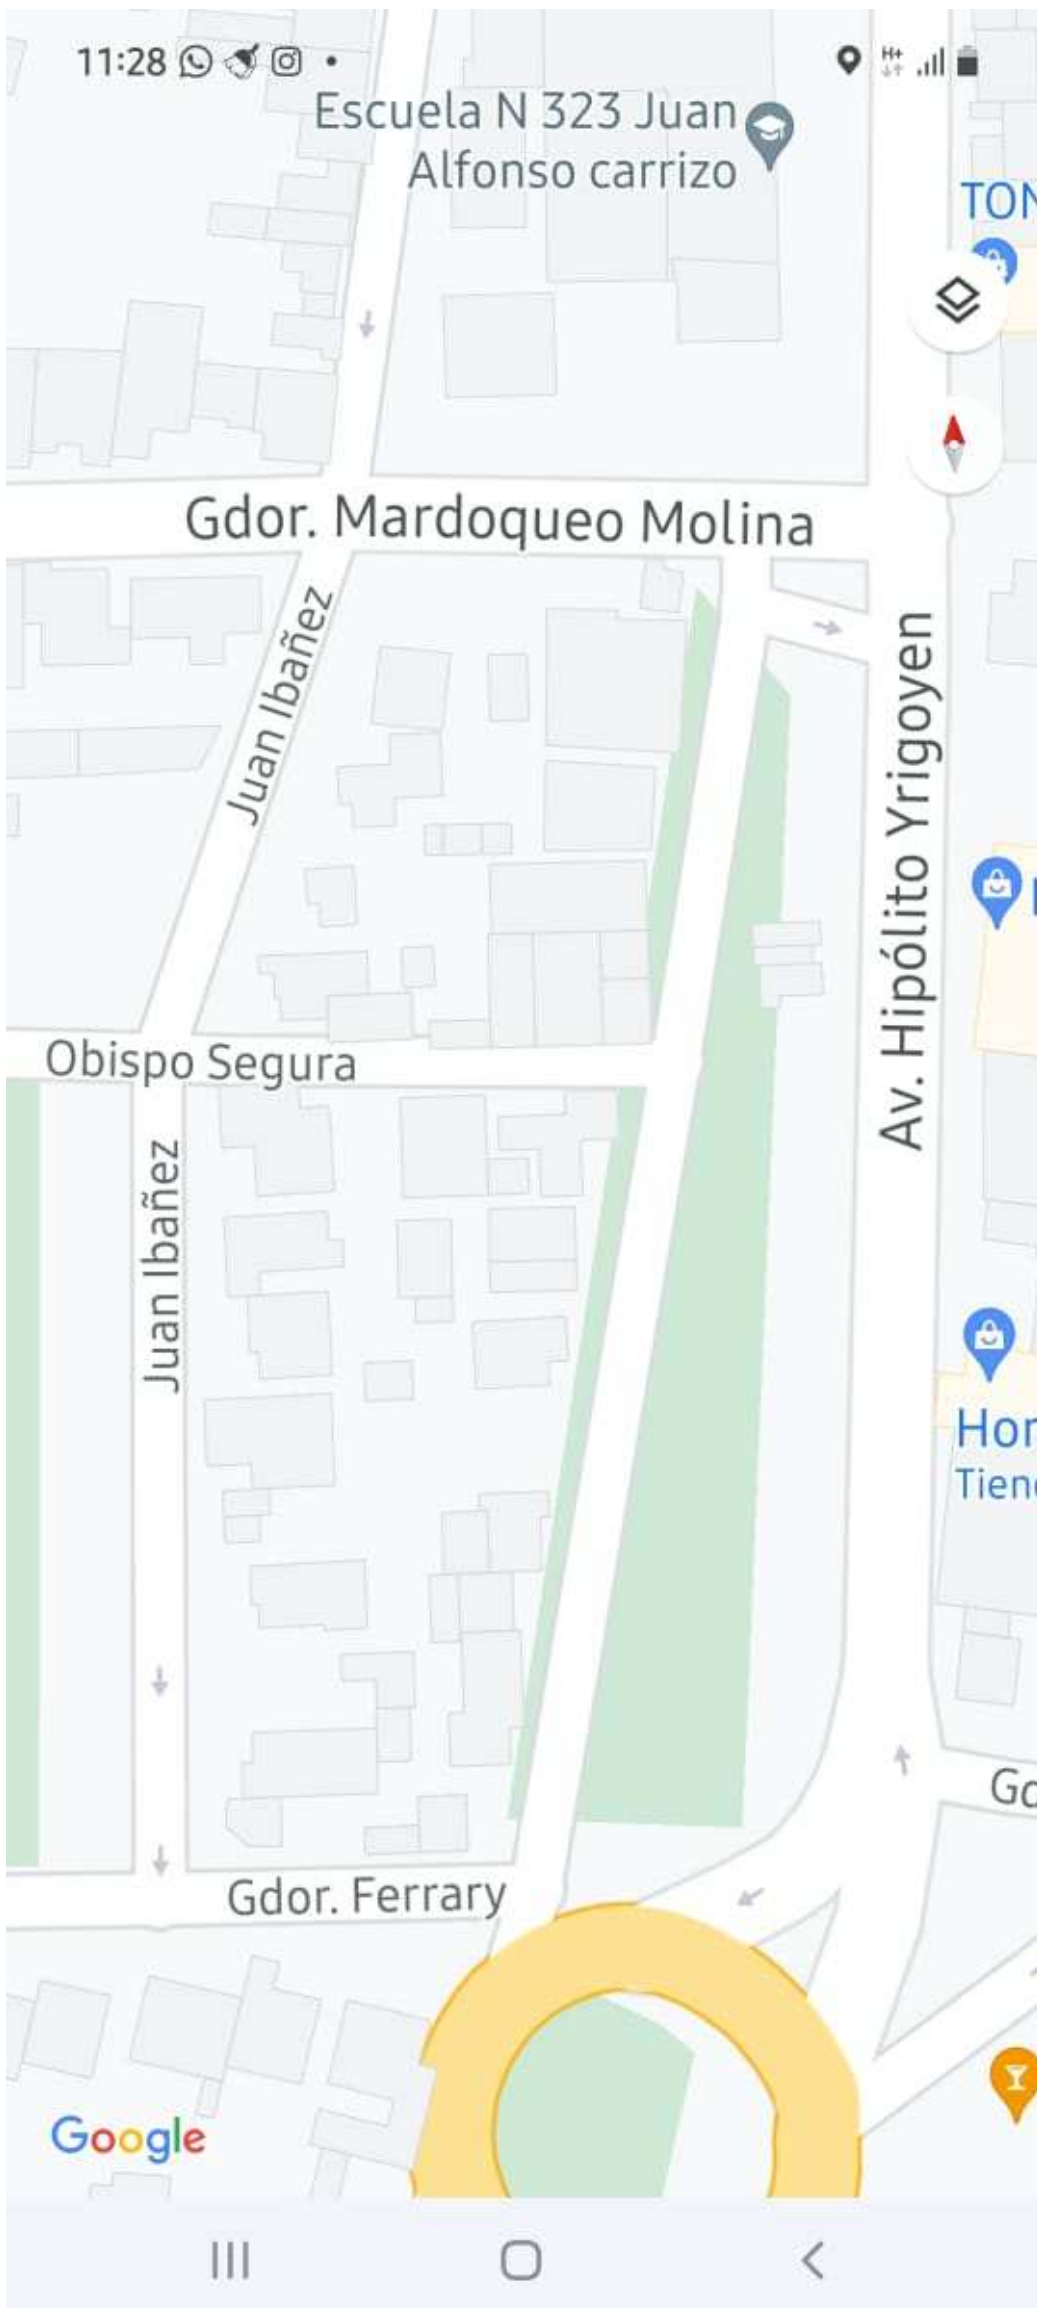 11:28
H+
Escuela N 323 Juan
Alfonso carrizo
TON
Gdor. Mardoqueo Molina
Juan Ibañez
Av. Hipólito Yrigoyen
Obispo Segura
Juan Ibañez
Hor
Tien
Go
Gdor. Ferrary
Google